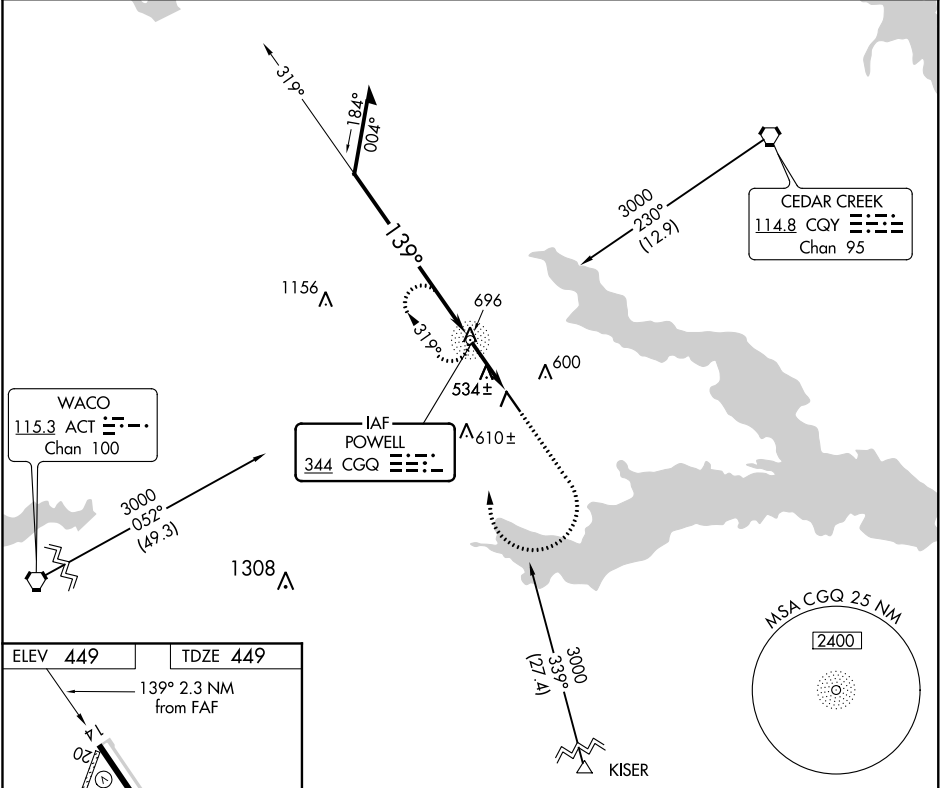 319°
184°
004°
139°
3000
230°
(12.9)
CEDAR CREEK
114.8 CQY
Chan 95
1156
696
319°
600
534±
WACO
115.3 ACT
Chan 100
IAF
POWELL
344 CGQ
610±
3000
052°
(49.3)
1308
3000
339°
(27.4)
KISER
MSA CGQ 25 NM
2400
ELEV 449
TDZE 449
139° 2.3 NM
from FAF
14
20
V